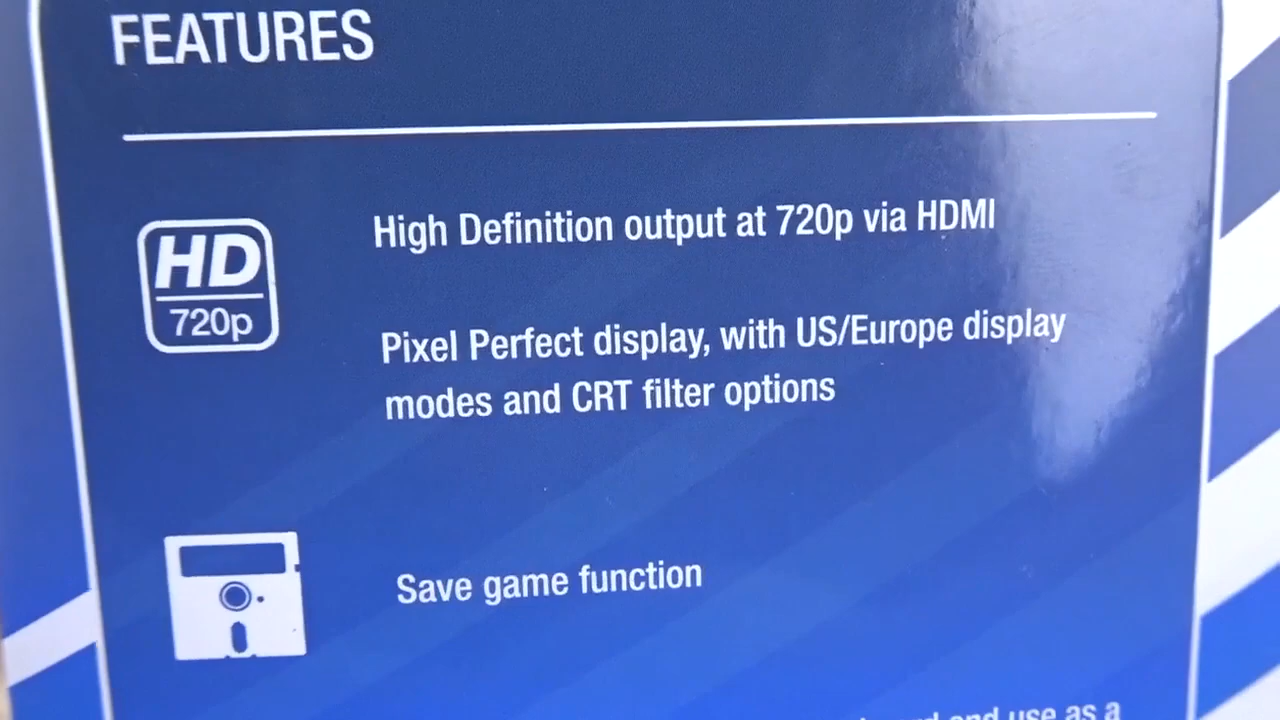 FEATURES
HD
720p
High Definition output at 720p via HDMI
Pixel Perfect display, with US/Europe display
modes and CRT filter options
Save game function
and use as a